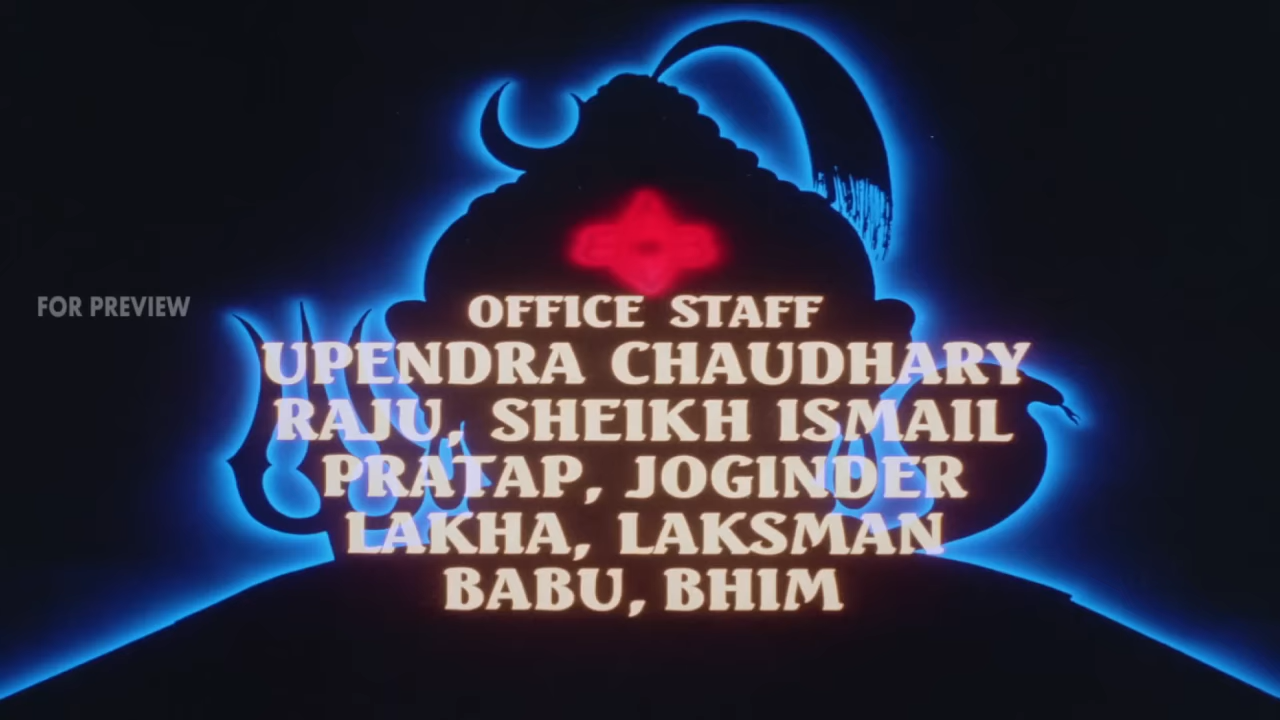 OFFICE STAFF
FOR PREVIEW
UPENDRA CHAUDHARY
RAJU, SHEIKH ISMAIL
PRATAP, JOGINDER
LAKHA, LAKSMAN
BABU, BHIM